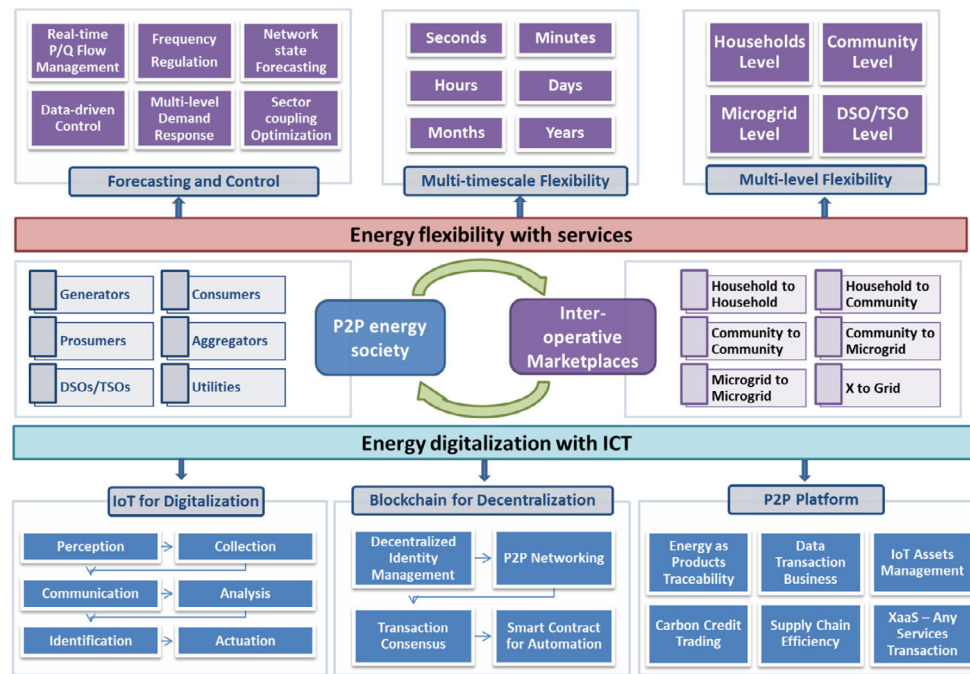 Real-time
P/Q Flow
Management
Frequency
Regulation
Network
state
Forecasting
Data-driven
Control
Multi-level
Demand
Response
Sector
coupling
Optimization
Forecasting and Control
Seconds
Minutes
Hours
Days
Months
Years
Multi-timescale Flexibility
Households
Level
Community
Level
Microgrid
Level
DSO/TSO
Level
Multi-level Flexibility
Energy flexibility with services
Generators
Consumers
Prosumers
Aggregators
DSOs/TSOs
Utilities
P2P energy
society
Inter-
operative
Marketplaces
Household to
Household
Household to
Community
Community to
Community
Community to
Microgrid
Microgrid to
Microgrid
X to Grid
Energy digitalization with ICT
IoT for Digitalization
Perception
Collection
Communication
Analysis
Identification
Actuation
Blockchain for Decentralization
Decentralized
Identity
Management
P2P Networking
Transaction
Consensus
Smart Contract
for Automation
P2P Platform
Energy as
Products
Traceability
Data
Transaction
Business
IoT Assets
Management
Carbon Credit
Trading
Supply Chain
Efficiency
XaaS – Any
Services
Transaction